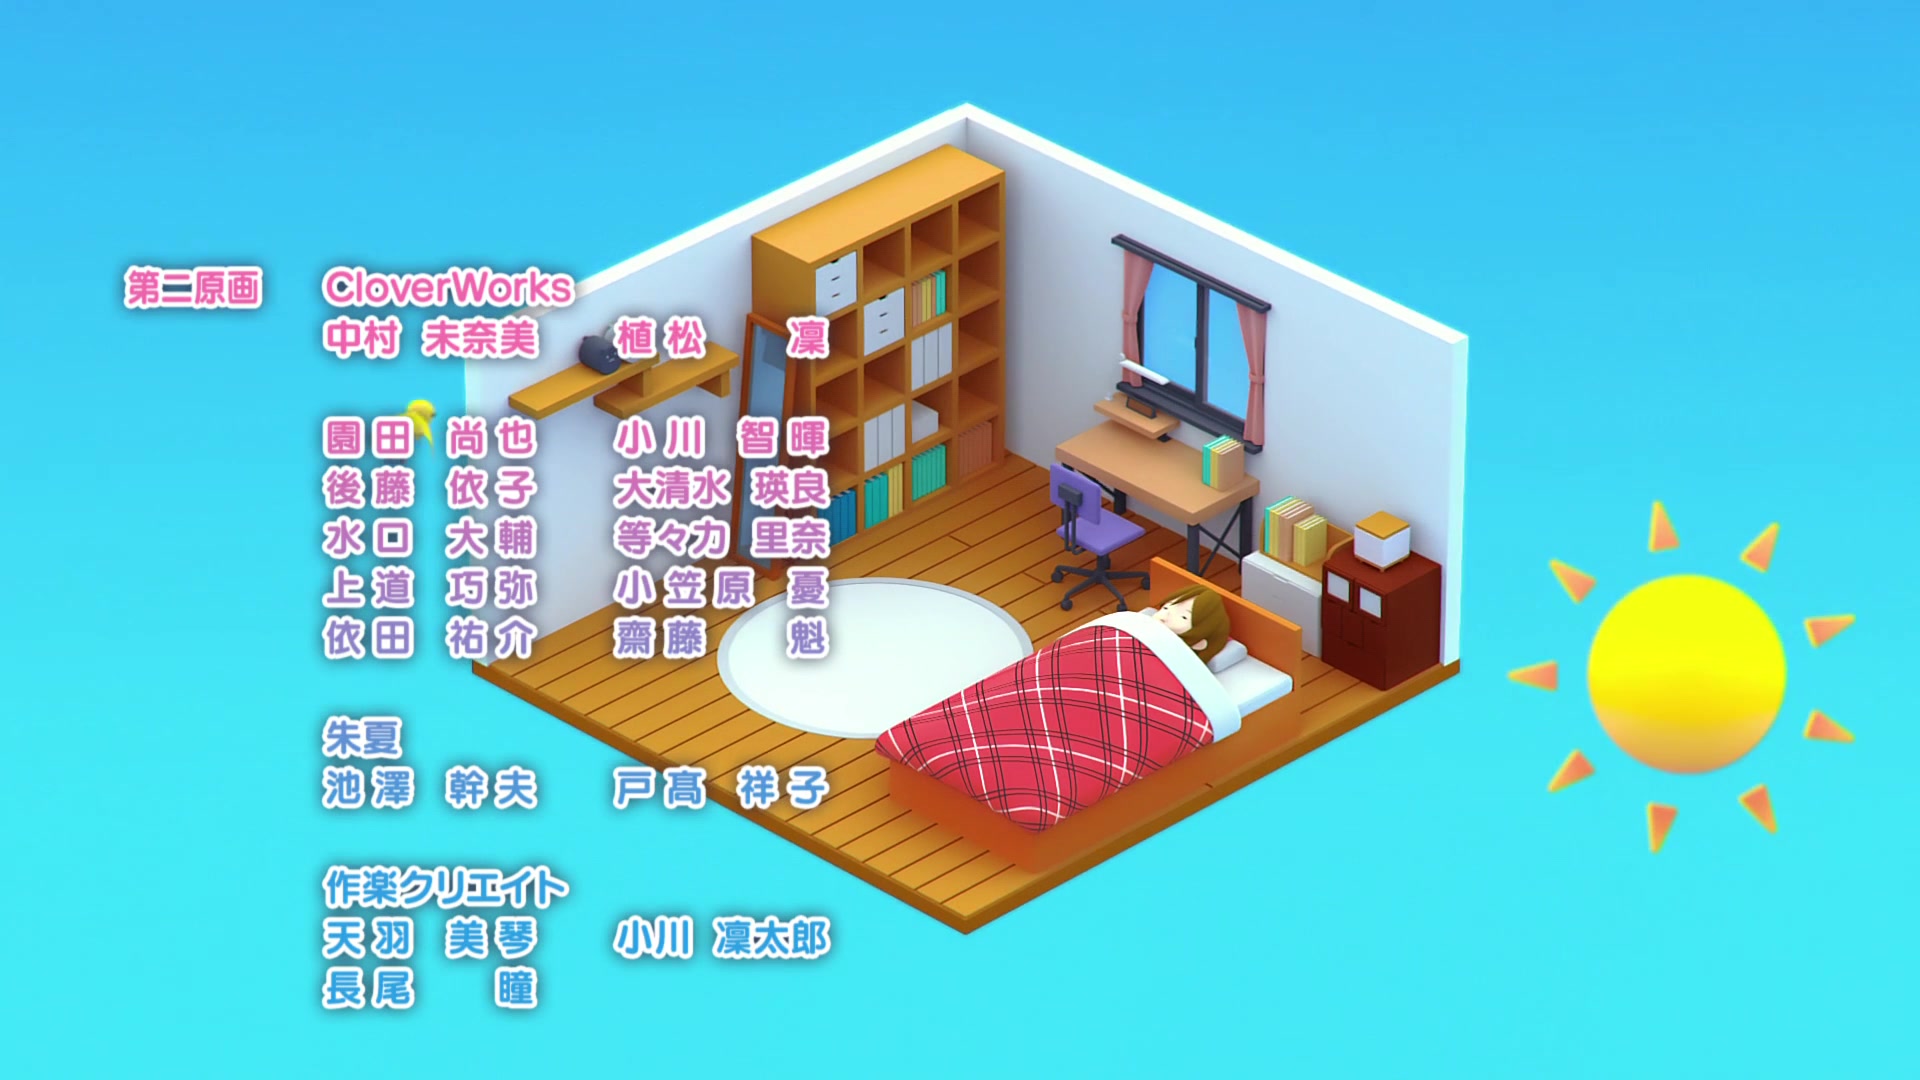 第二原画 CloverWorks
中村 未奈美 植松 凜
園田 尚也 小川 智暉
後藤 依子 大清水 瑛良
水口 大輔 等々力 里奈
上道 巧弥 小笠原 憂
依田 祐介 齋藤 魁
朱夏
池澤 幹夫 戸髙 祥子
作楽クリエイト
天羽 美琴 小川 凜太郎
長尾 瞳